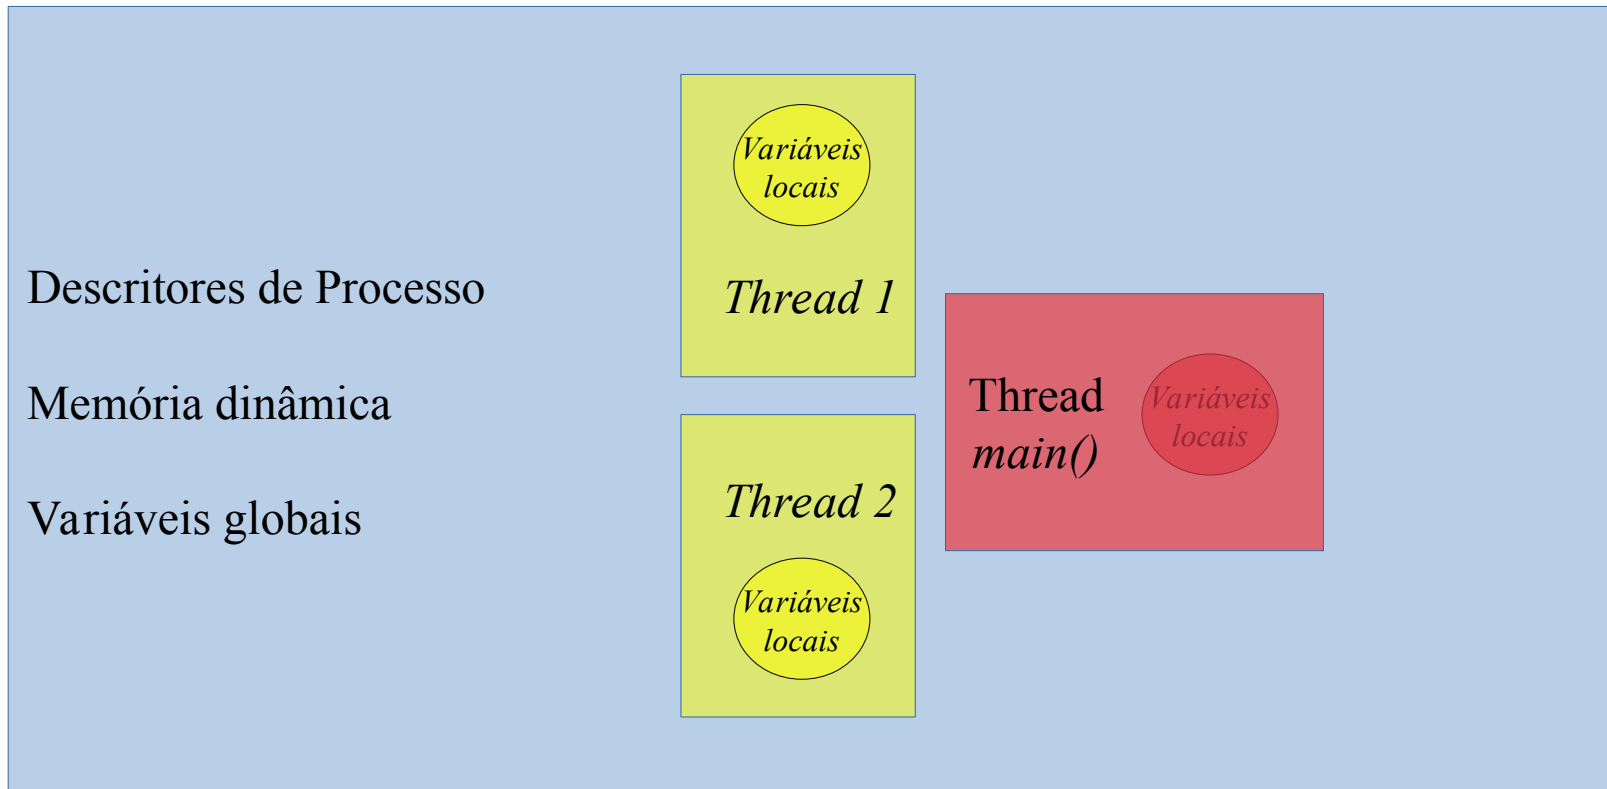 Variáveis
locais
Thread 1
Descritores de Processo
Memória dinâmica
Variáveis globais
Thread
main()
Variáveis
locais
Thread 2
Variáveis
locais